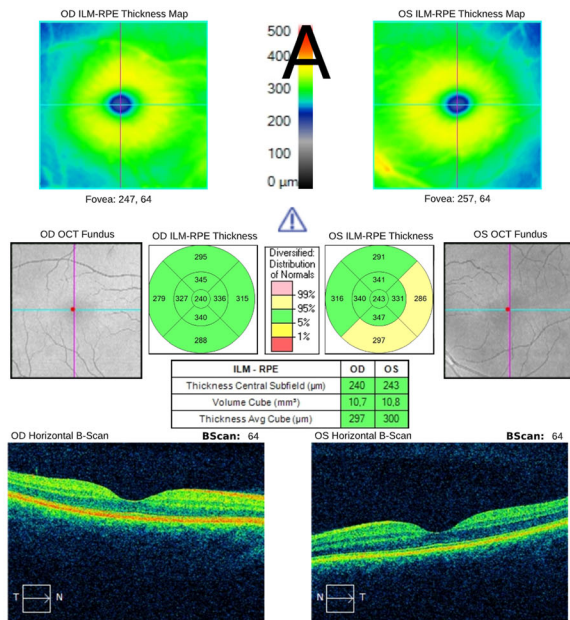 OD ILM-RPE Thickness Map
OS ILM-RPE Thickness Map
A
500
400
300
200
100
0 µm
Fovea: 247, 64
Fovea: 257, 64
OD OCT Fundus
OD ILM-RPE Thickness
OS ILM-RPE Thickness
OS OCT Fundus
295
345
279 327 240 336 315
340
288
Diversified:
Distribution
of Normals
99%
95%
5%
1%
291
341
316 340 243 331 286
347
297
ILM - RPE OD OS
Thickness Central Subfield (µm) 240 243
Volume Cube (mm³) 10,7 10,8
Thickness Avg Cube (µm) 297 300
OD Horizontal B-Scan BScan: 64
OS Horizontal B-Scan BScan: 64
T N
T N